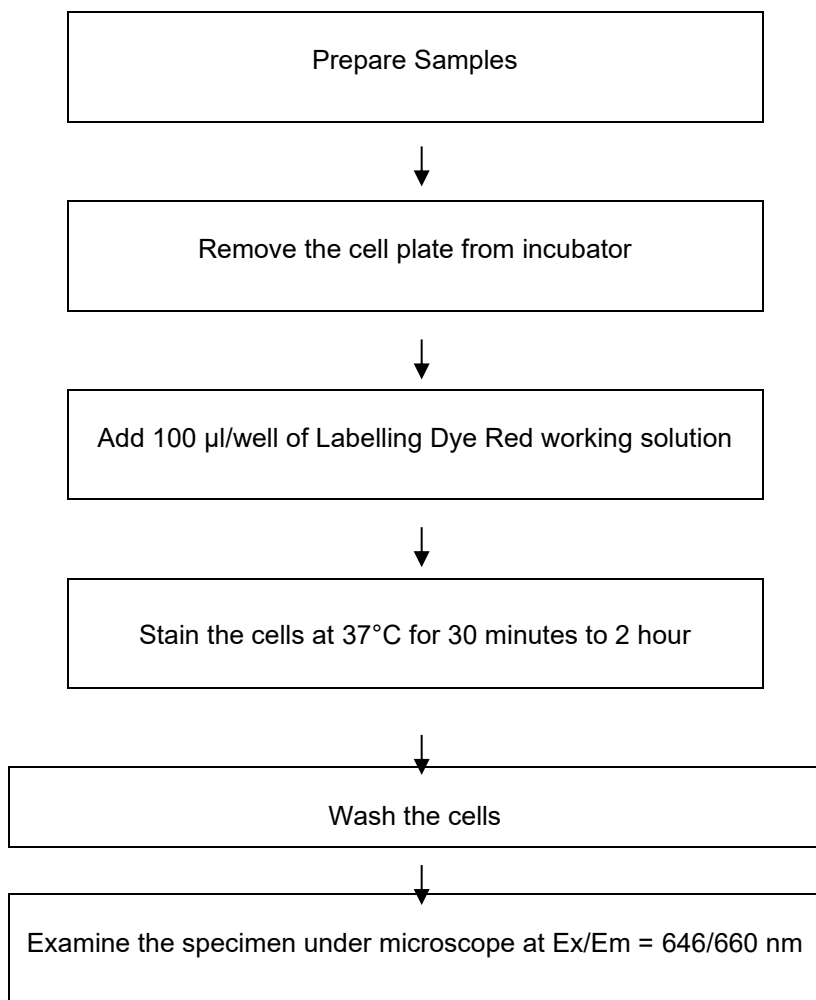 Prepare Samples
Remove the cell plate from incubator
Add 100 µl/well of Labelling Dye Red working solution
Stain the cells at 37°C for 30 minutes to 2 hour
Wash the cells
Examine the specimen under microscope at Ex/Em = 646/660 nm